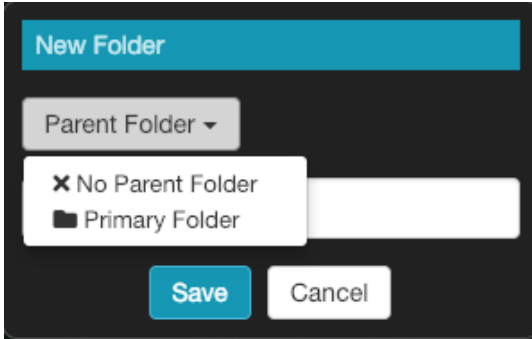 New Folder
Parent Folder
No Parent Folder
Primary Folder
Save Cancel